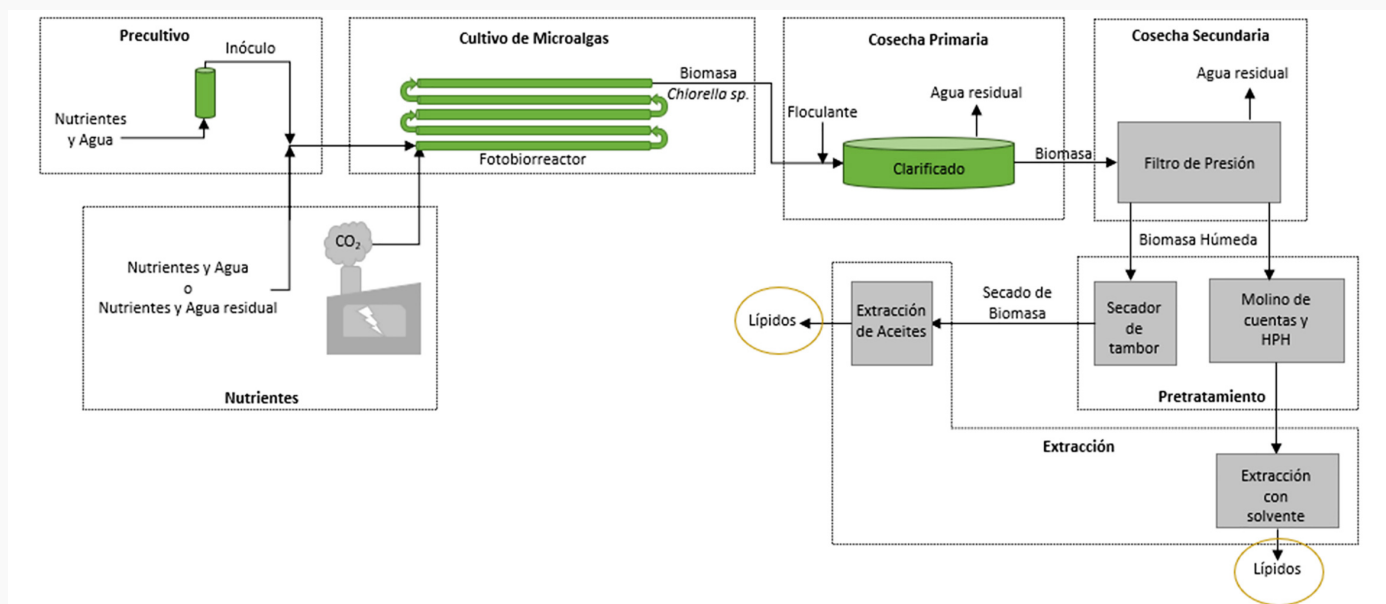 Precultivo
Inóculo
Nutrientes
y Agua
Cultivo de Microalgas
Fotobiorreactor
Biomasa
Chlorella sp.
Cosecha Primaria
Floculante
Agua residual
Clarificado
Biomasa
Cosecha Secundaria
Agua residual
Filtro de Presión
Biomasa Húmeda
CO2
Nutrientes y Agua
o
Nutrientes y Agua residual
Nutrientes
Lípidos
Extracción
de Aceites
Secado de
Biomasa
Secador
de
tambor
Molino de
cuentas y
HPH
Pretratamiento
Extracción
Extracción
con
solvente
Lípidos